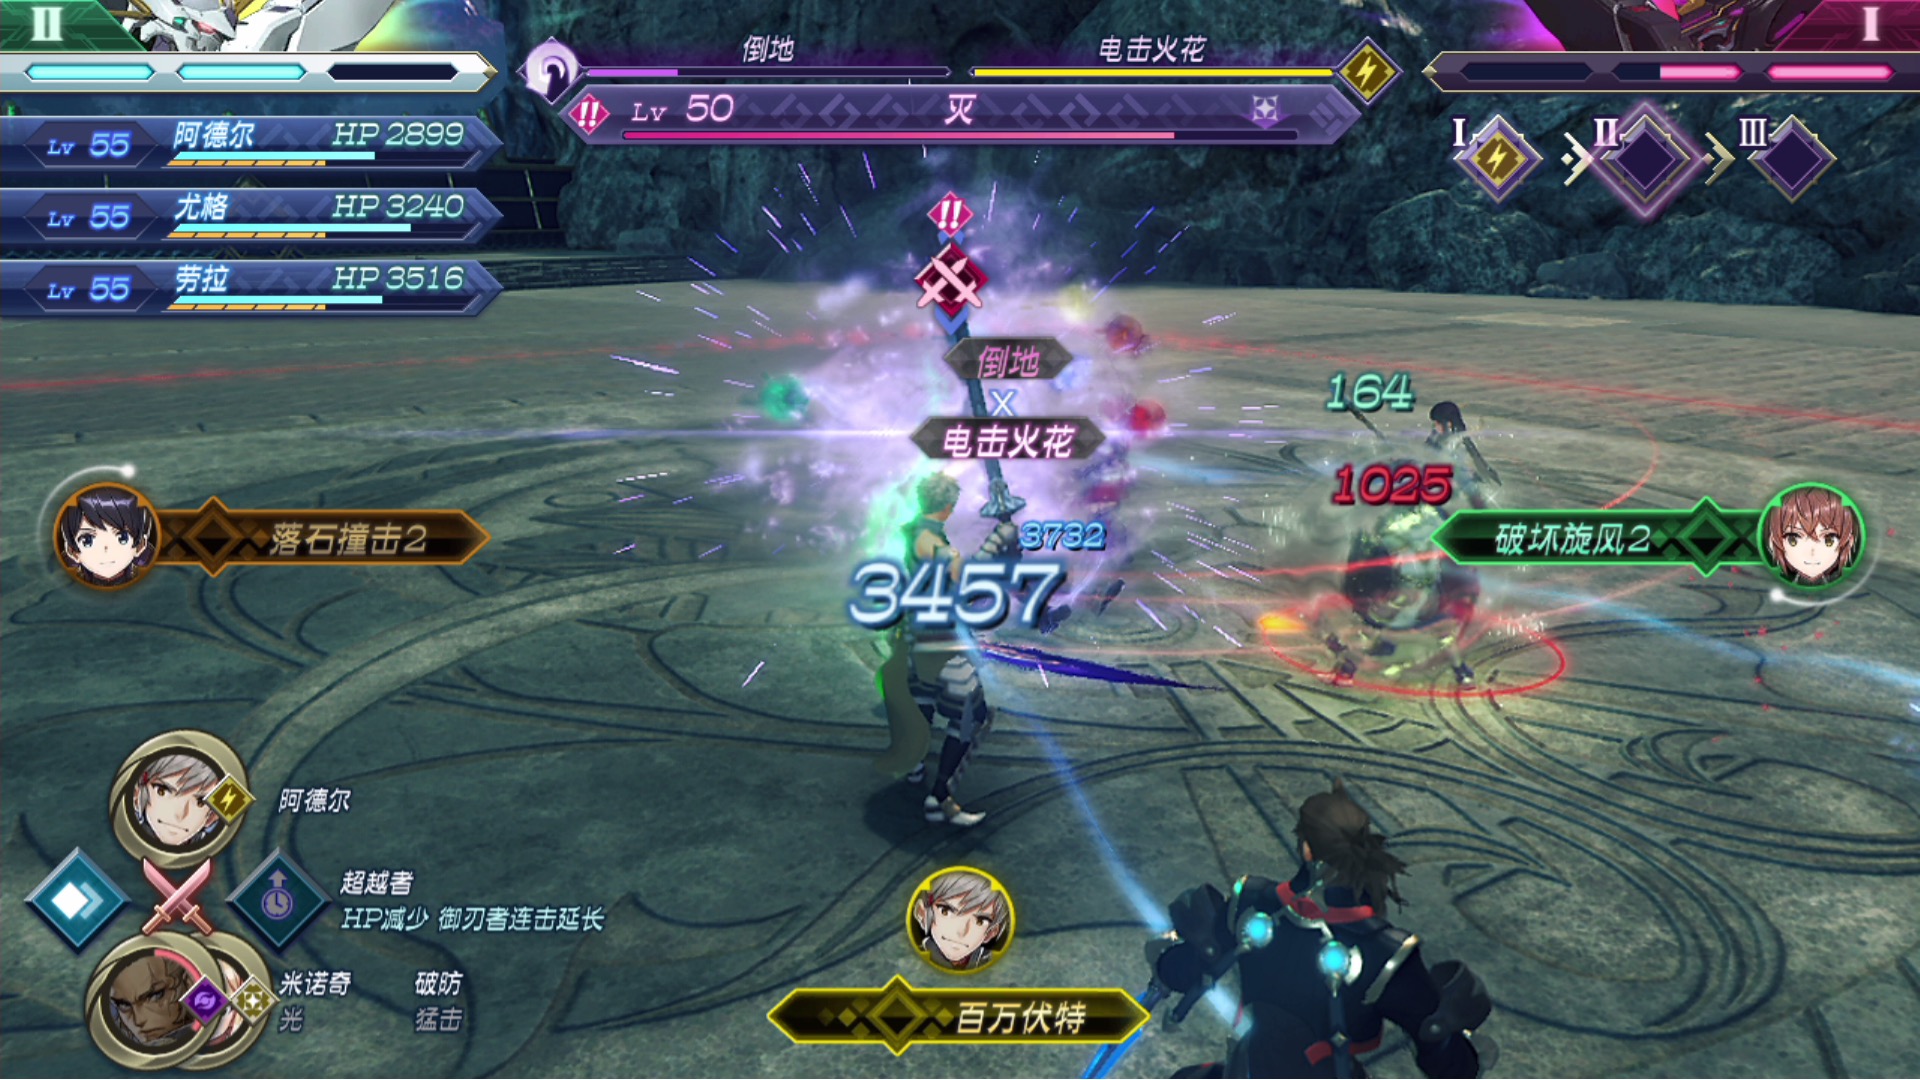 II
倒地
电击火花
I
Lv 50
灭
Lv 55
阿德尔
HP 2899
I
II
III
Lv 55
尤格
HP 3240
Lv 55
劳拉
HP 3516
!!
!!
倒地
X
电击火花
164
1025
3732
3457
落石撞击2
破坏旋风2
阿德尔
超越者
HP减少 御刃者连击延长
米诺奇
破防
光
猛击
百万伏特